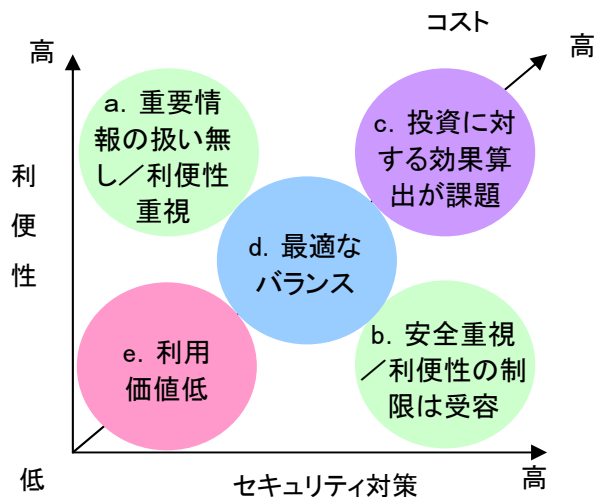 コスト
高
高
a. 重要情
報の扱い無
し／利便性
重視
c. 投資に対
する効果算
出が課題
利
便
性
d. 最適な
バランス
e. 利用
価値低
b. 安全重視
／利便性の制
限は受容
低
セキュリティ対策
高